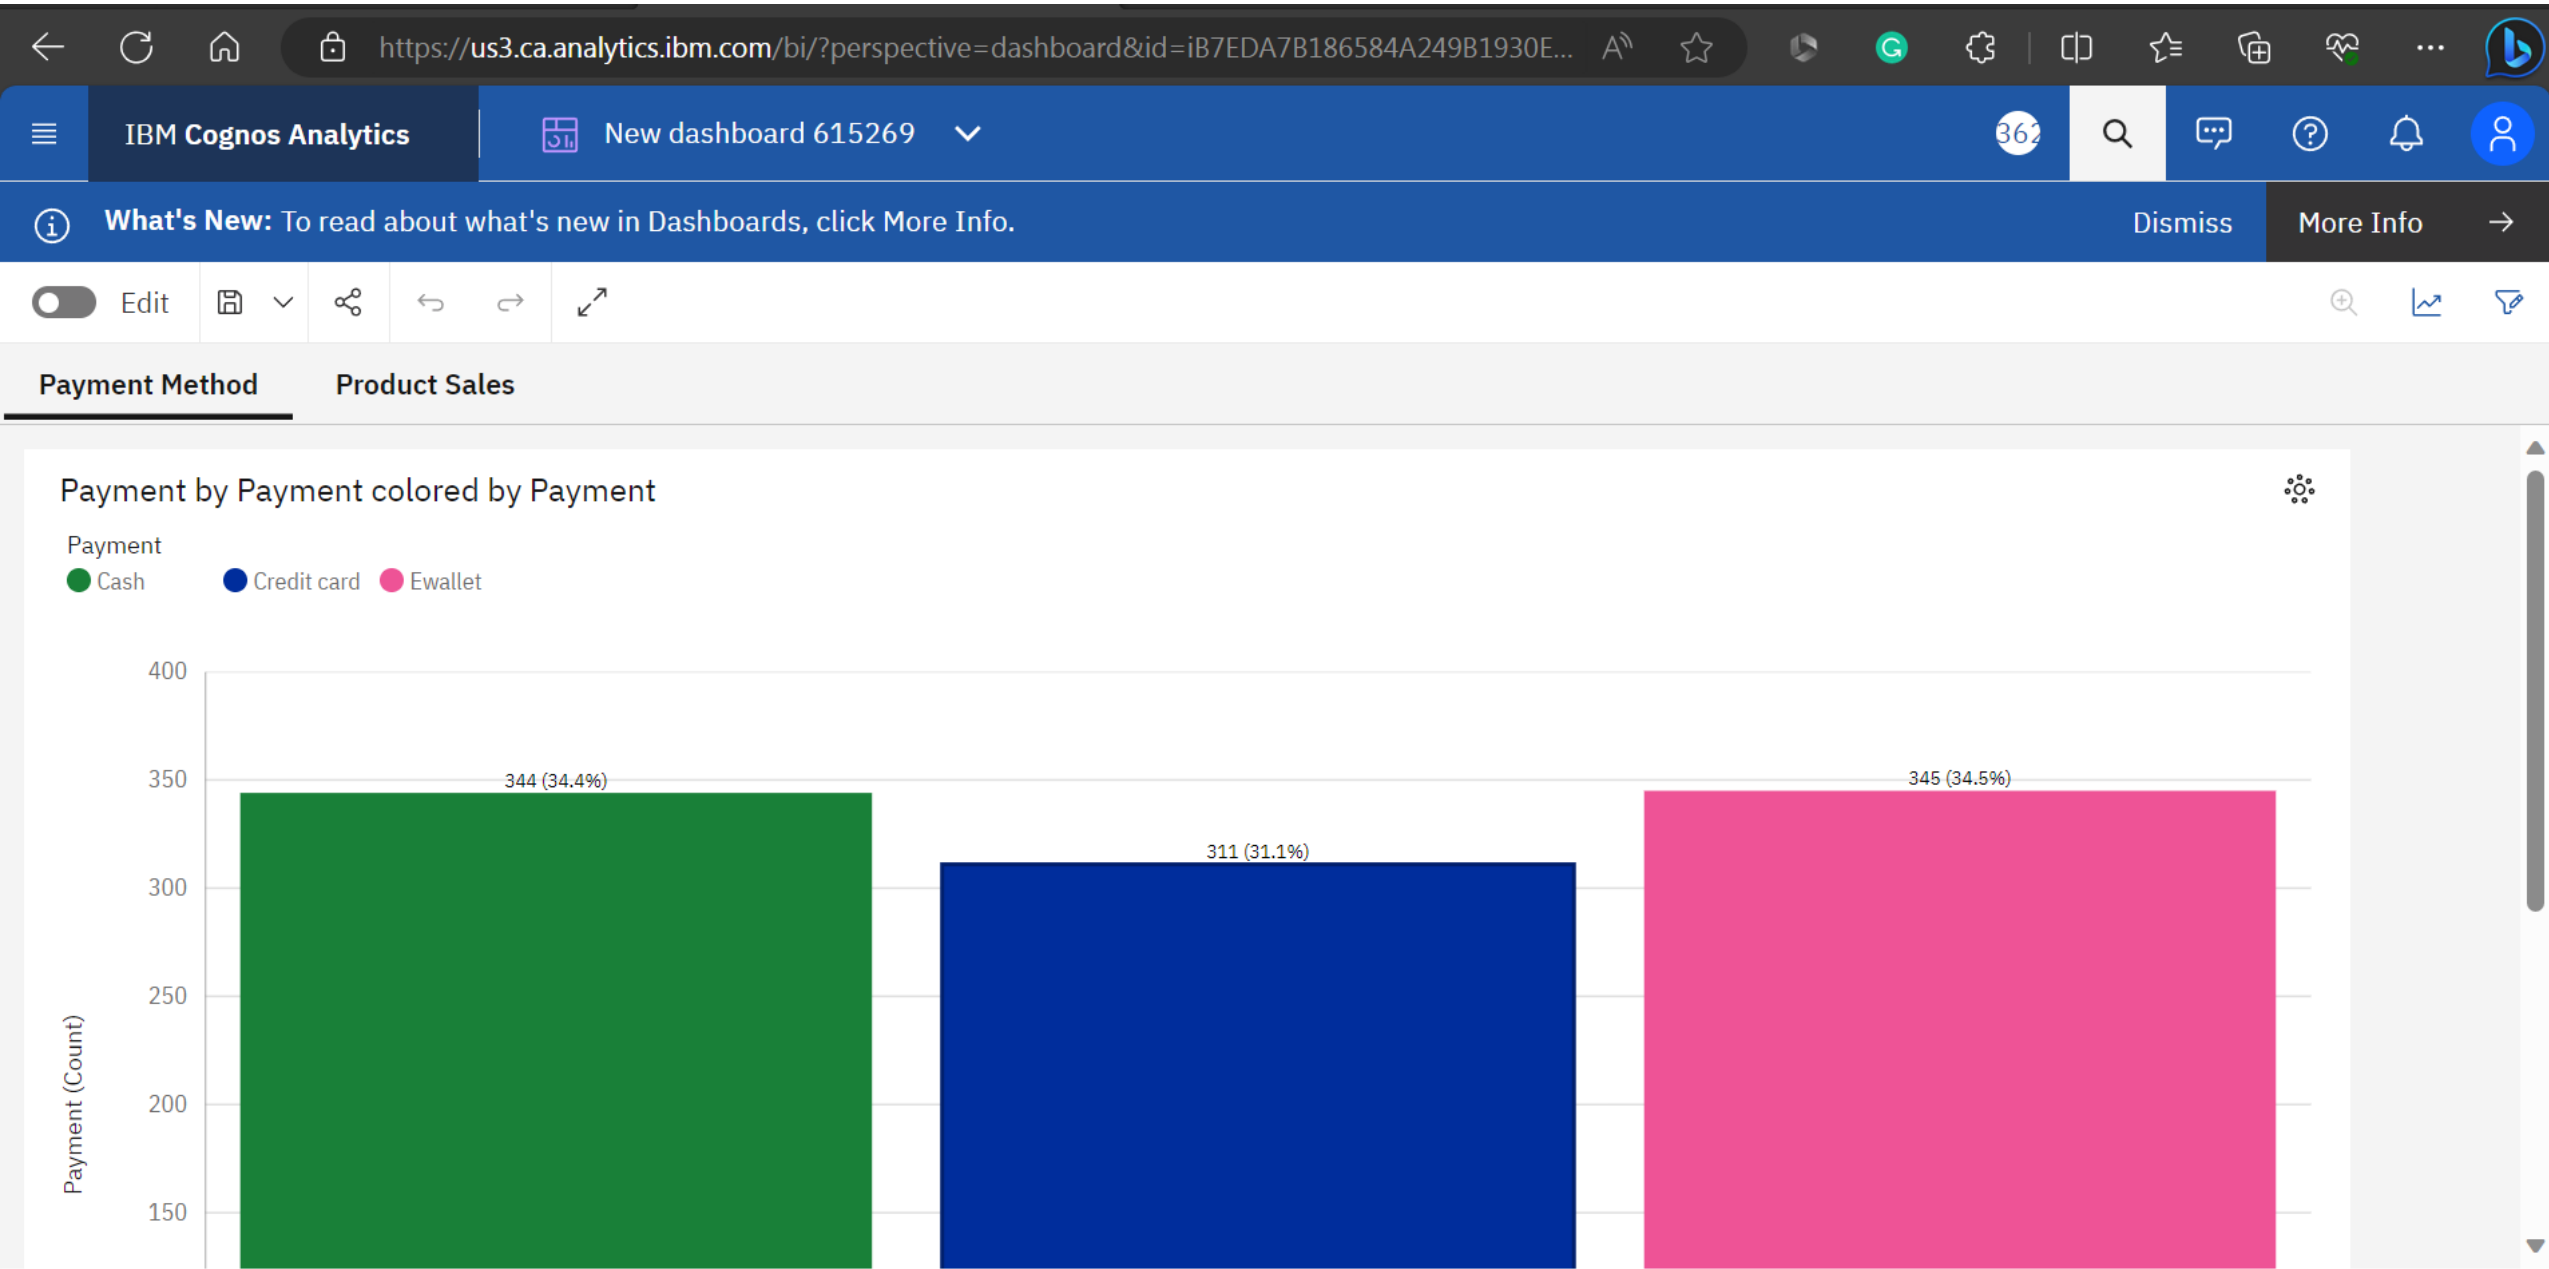 https://us3.ca.analytics.ibm.com/bi/?perspective=dashboard&id=iB7EDA7B186584A249B1930E...
IBM Cognos Analytics
New dashboard 615269
362
What's New: To read about what's new in Dashboards, click More Info.
Dismiss
More Info
Edit
Payment Method
Product Sales
Payment by Payment colored by Payment
Payment
Cash
Credit card
Ewallet
400
350
300
250
200
150
Payment (Count)
344 (34.4%)
311 (31.1%)
345 (34.5%)